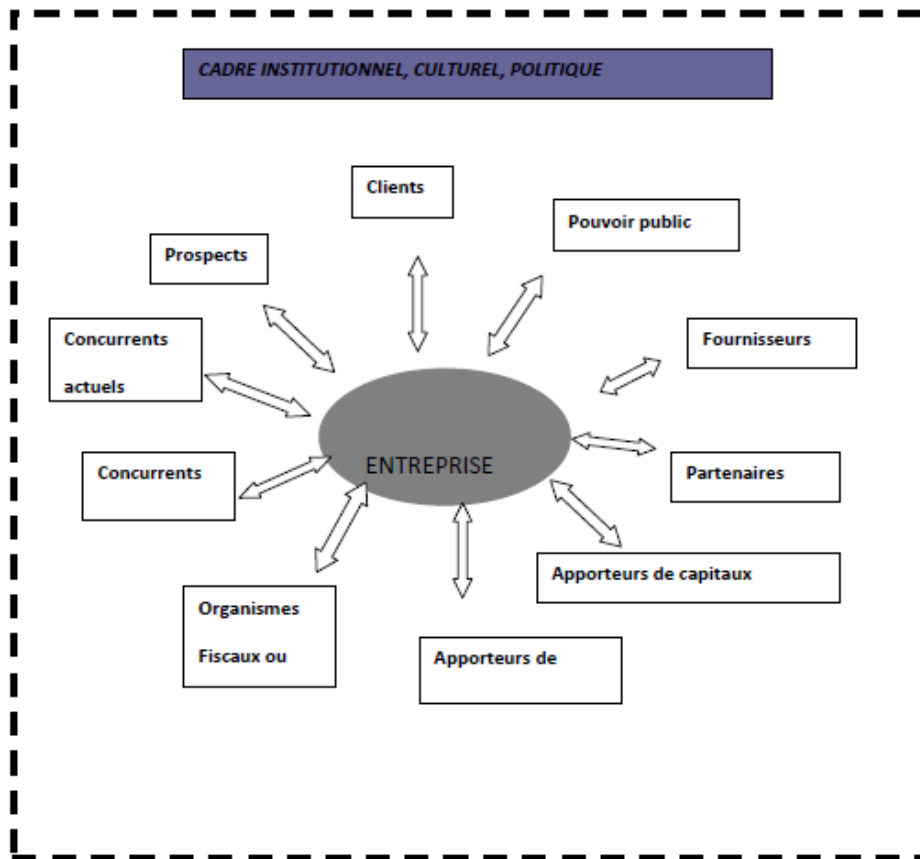 CADRE INSTITUTIONNEL, CULTUREL, POLITIQUE
Clients
Pouvoir public
Prospects
Concurrents
actuels
Fournisseurs
ENTREPRISE
Concurrents
Partenaires
Apporteurs de capitaux
Organismes
Fiscaux ou
Apporteurs de